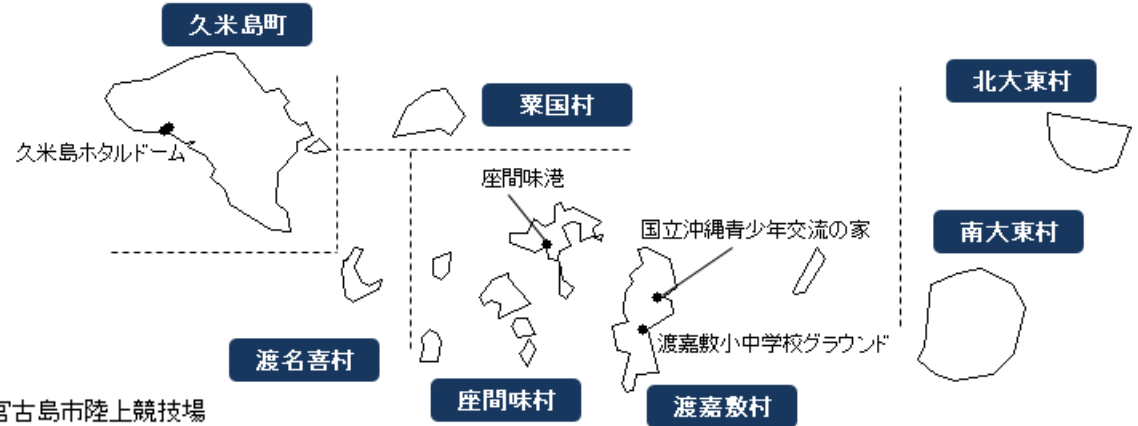 久米島町
北大東村
粟国村
久米島ホタルドーム
座間味港
国立沖縄青少年交流の家
南大東村
渡嘉敷小中学校グラウンド
渡名喜村
座間味村
渡嘉敷村
宮古島市陸上競技場